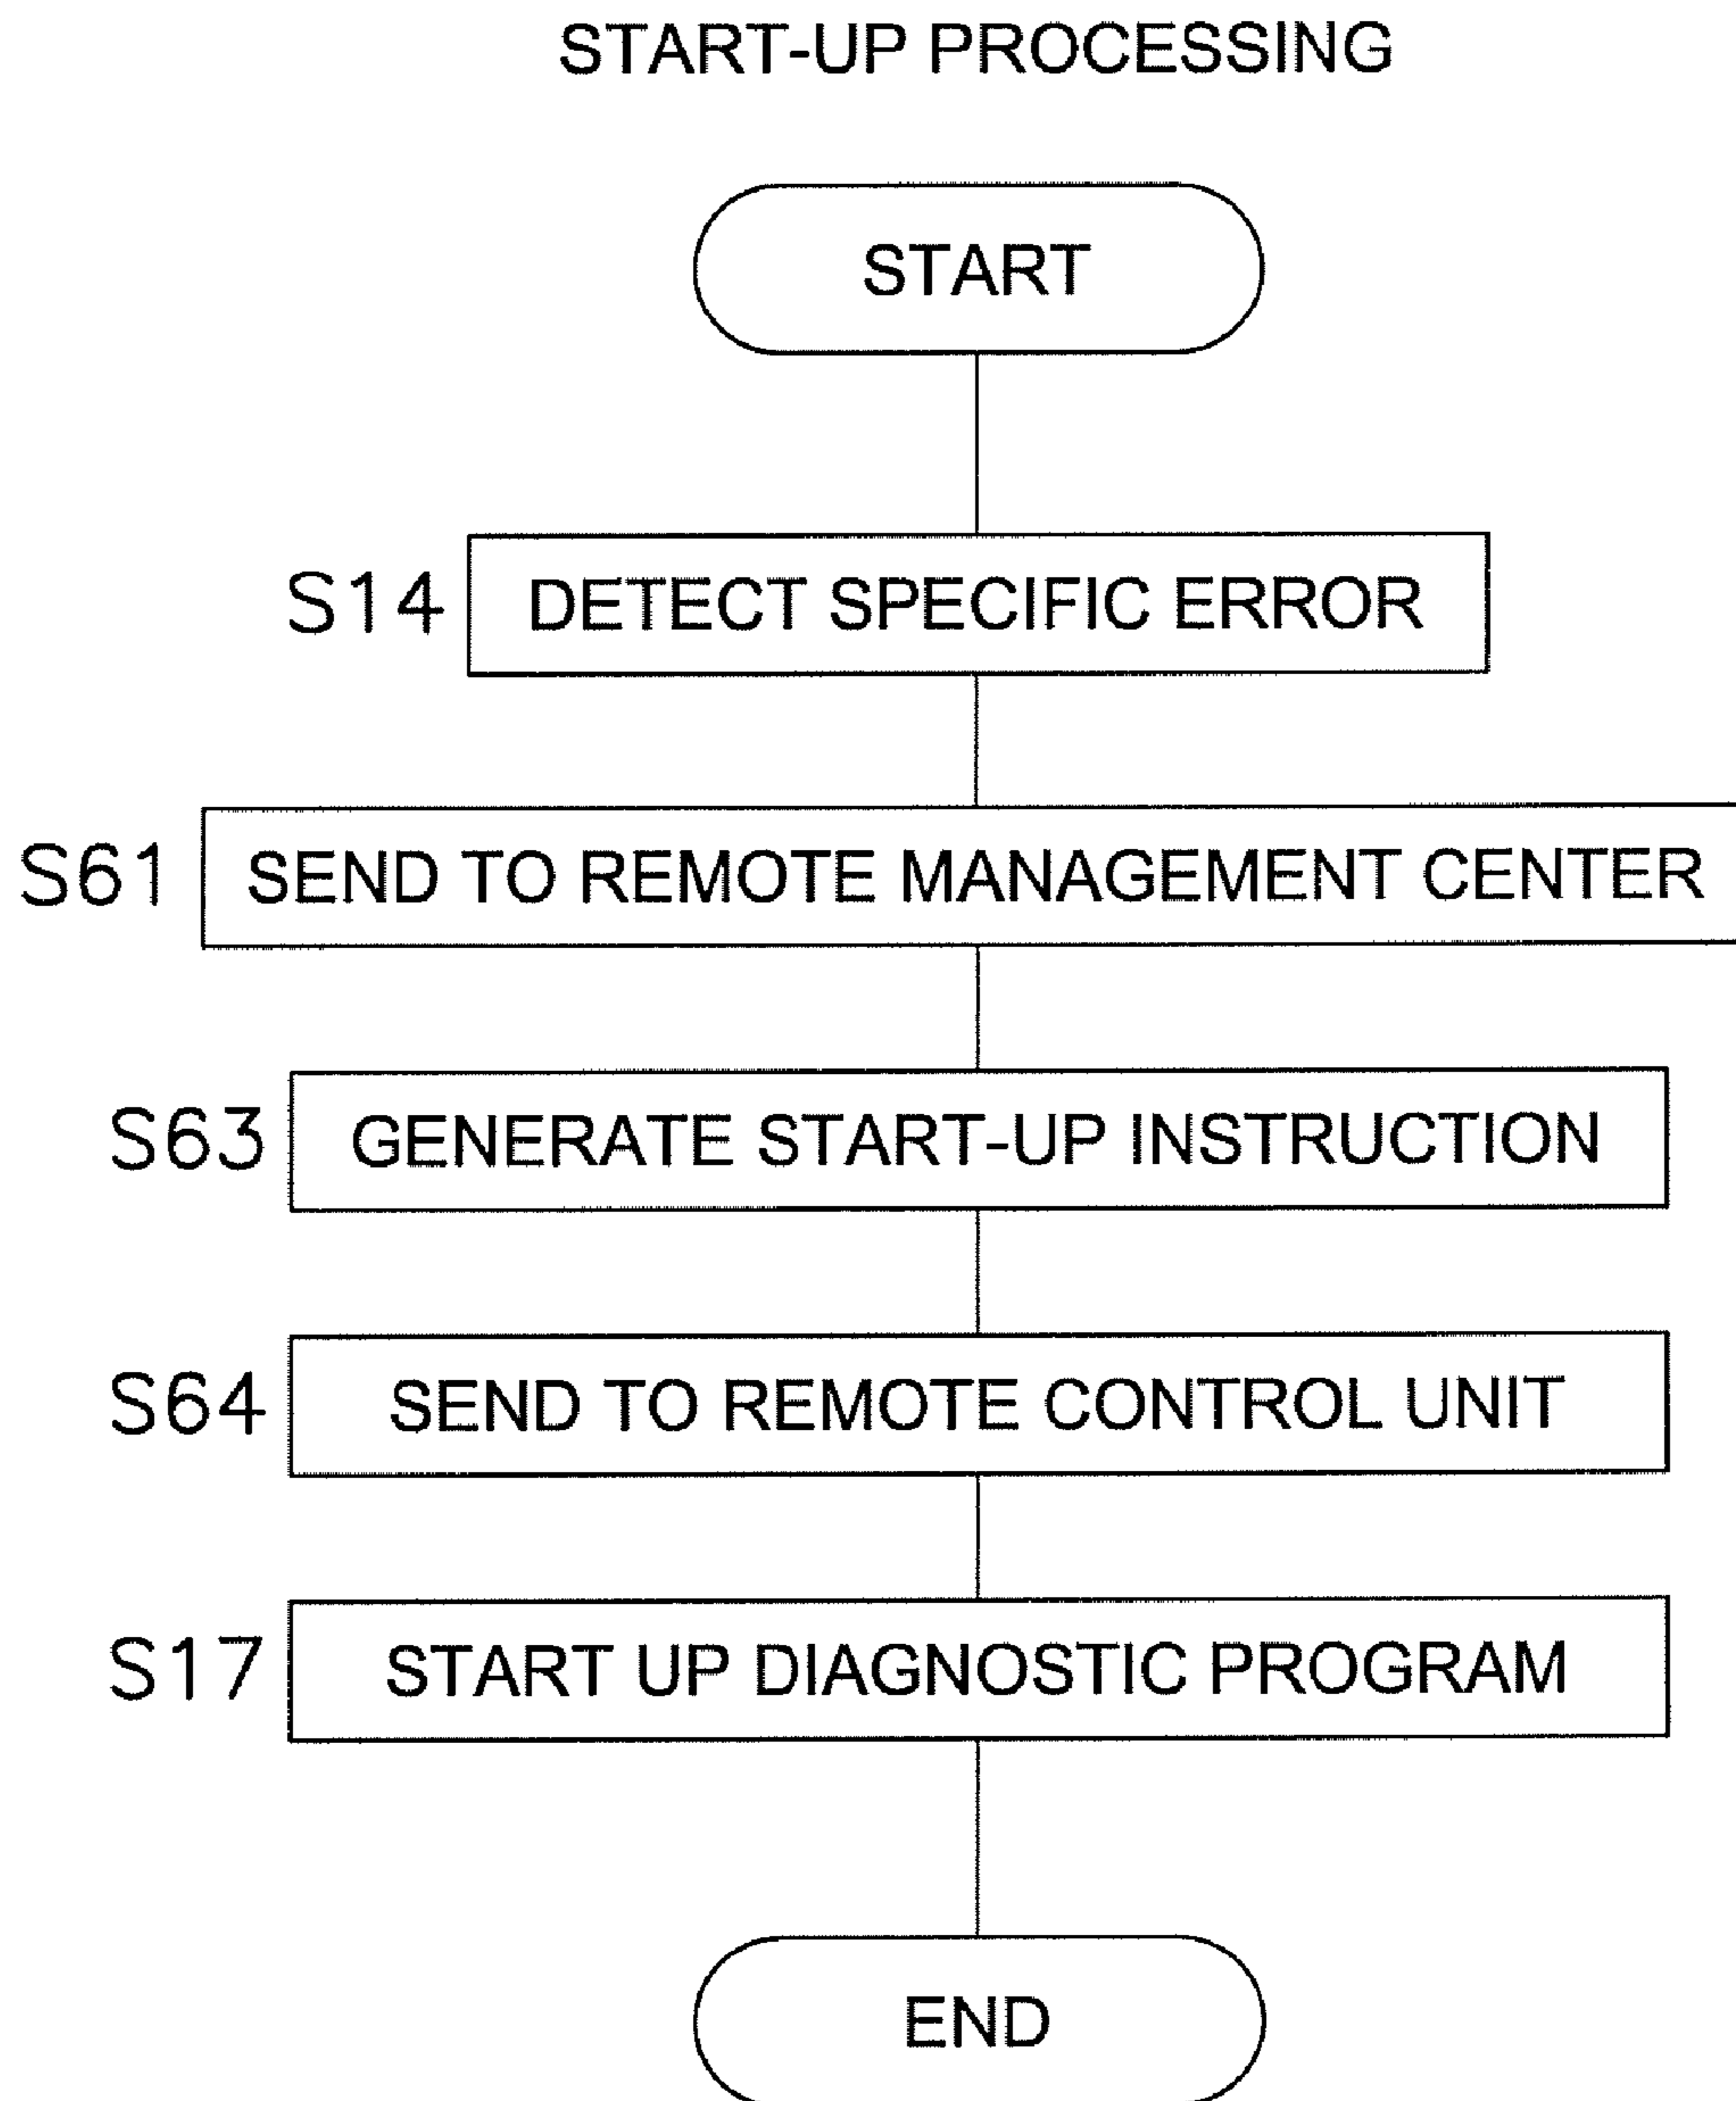 START-UP PROCESSING
START
S14 DETECT SPECIFIC ERROR
S61 SEND TO REMOTE MANAGEMENT CENTER
S63 GENERATE START-UP INSTRUCTION
S64 SEND TO REMOTE CONTROL UNIT
S17 START UP DIAGNOSTIC PROGRAM
END